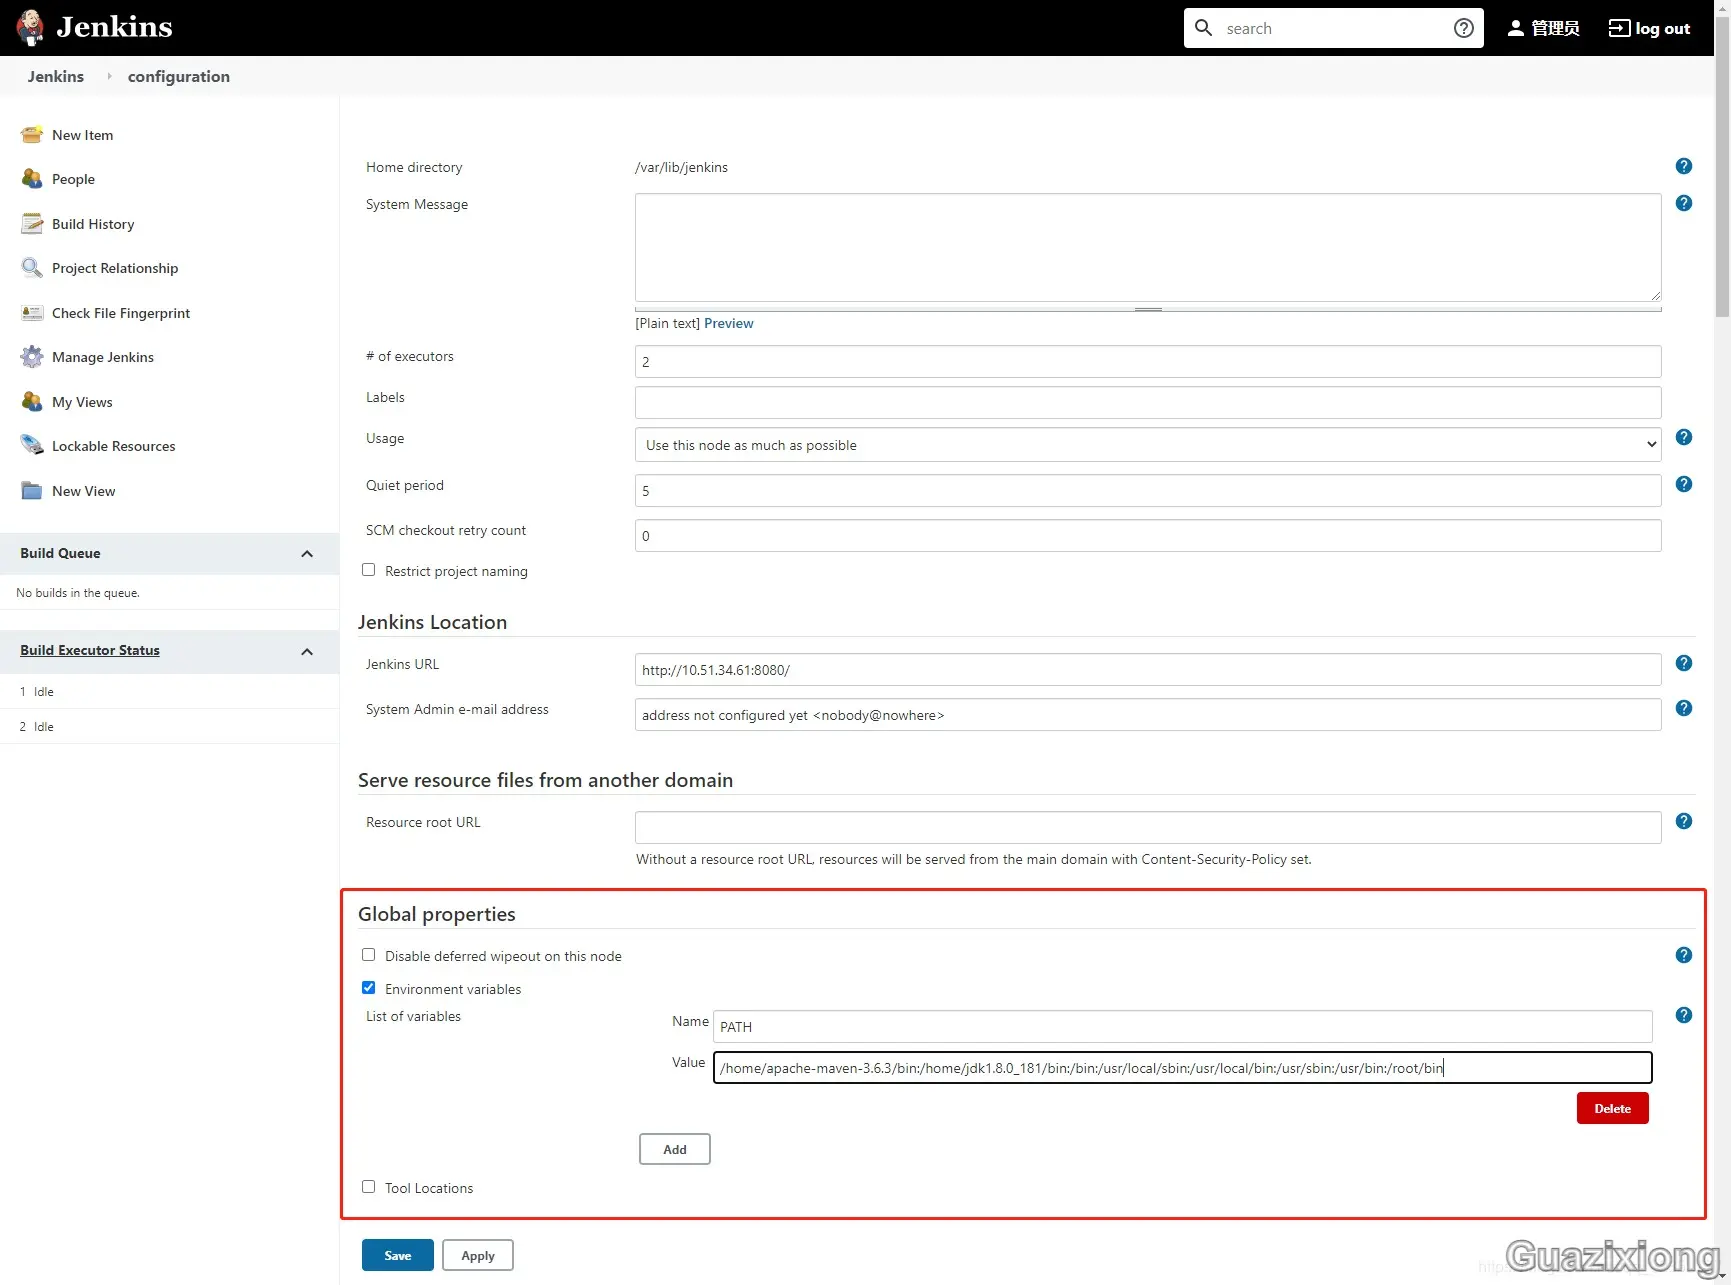 Jenkins
search
管理员
log out
Jenkins
configuration
New Item
People
Build History
Project Relationship
Check File Fingerprint
Manage Jenkins
My Views
Lockable Resources
New View
Build Queue
No builds in the queue.
Build Executor Status
1 Idle
2 Idle
Home directory
/var/lib/jenkins
System Message
[Plain text] Preview
# of executors
2
Labels
Usage
Use this node as much as possible
Quiet period
5
SCM checkout retry count
0
Restrict project naming
Jenkins Location
Jenkins URL
http://10.51.34.61:8080/
System Admin e-mail address
address not configured yet <nobody@nowhere>
Serve resource files from another domain
Resource root URL
Without a resource root URL, resources will be served from the main domain with Content-Security-Policy set.
Global properties
Disable deferred wipeout on this node
Environment variables
List of variables
Name
PATH
Value
/home/apache-maven-3.6.3/bin:/home/jdk1.8.0_181/bin:/bin:/usr/local/sbin:/usr/local/bin:/usr/sbin:/usr/bin:/root/bin
Delete
Add
Tool Locations
Save
Apply
Guazixiong